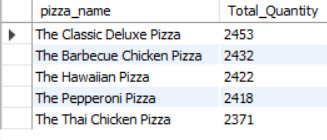 pizza_name Total_Quantity
The Classic Deluxe Pizza 2453
The Barbecue Chicken Pizza 2432
The Hawaiian Pizza 2422
The Pepperoni Pizza 2418
The Thai Chicken Pizza 2371